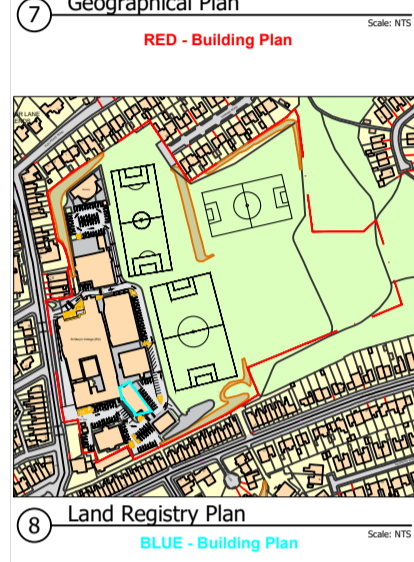 7 Geographical Plan
Scale: NTS
RED - Building Plan
8 Land Registry Plan
Scale: NTS
BLUE - Building Plan